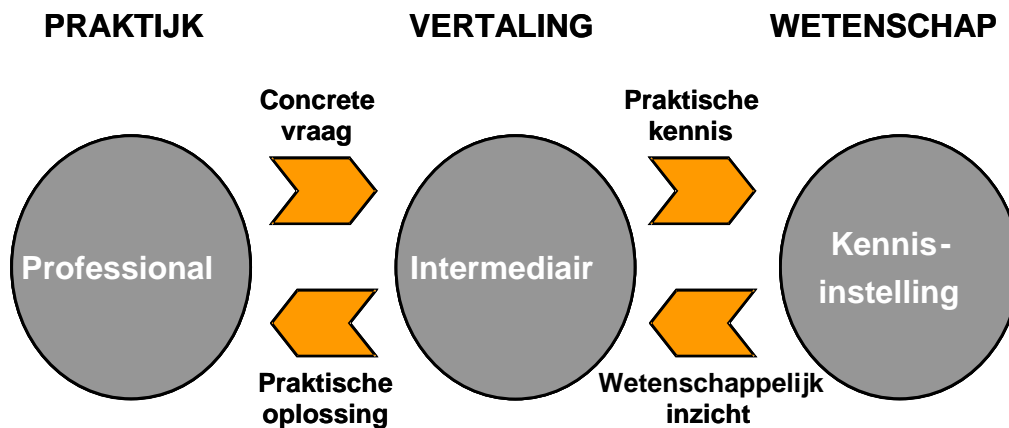 PRAKTIJK
VERTALING
WETENSCHAP
Concrete
vraag
Praktische
kennis
Professional
Intermediair
Kennis-
instelling
Praktische
oplossing
Wetenschappelijk
inzicht